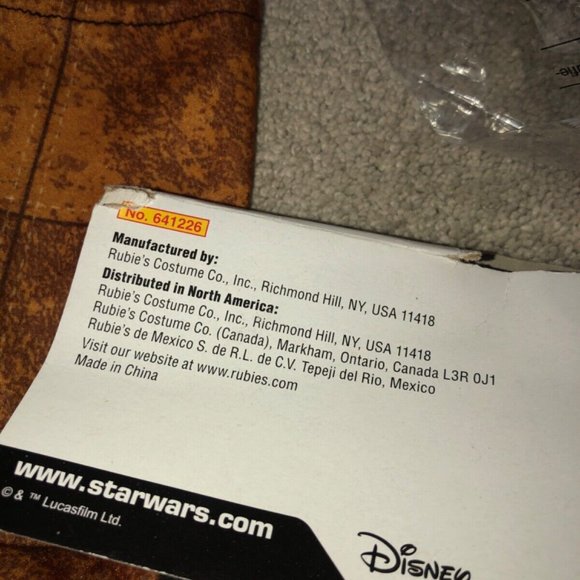 No. 641226
Manufactured by:
Rubie's Costume Co., Inc., Richmond Hill, NY, USA 11418
Distributed in North America:
Rubie's Costume Co., Inc., Richmond Hill, NY, USA 11418
Rubie's Costume Co. (Canada), Markham, Ontario, Canada L3R 0J1
Rubie's de Mexico S. de R.L. de C.V. Tepeji del Rio, Mexico
Visit our website at www.rubies.com
Made in China
www.starwars.com
© & ™ Lucasfilm Ltd.
Disney